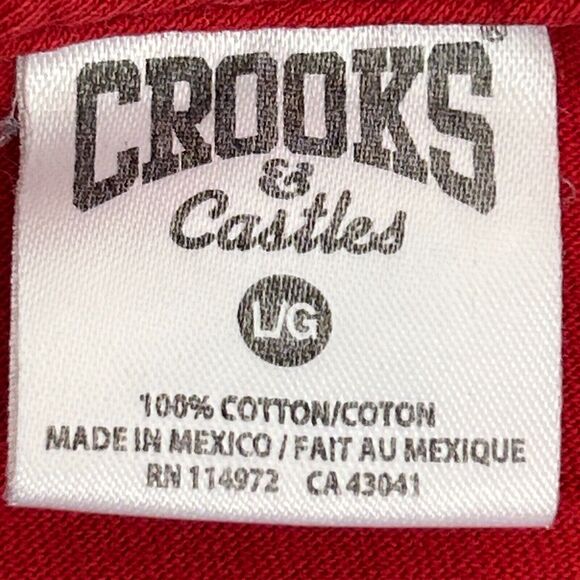 CROOKS®
&
Castles
L/G
100% COTTON/COTON
MADE IN MEXICO / FAIT AU MEXIQUE
RN 114972 CA 43041